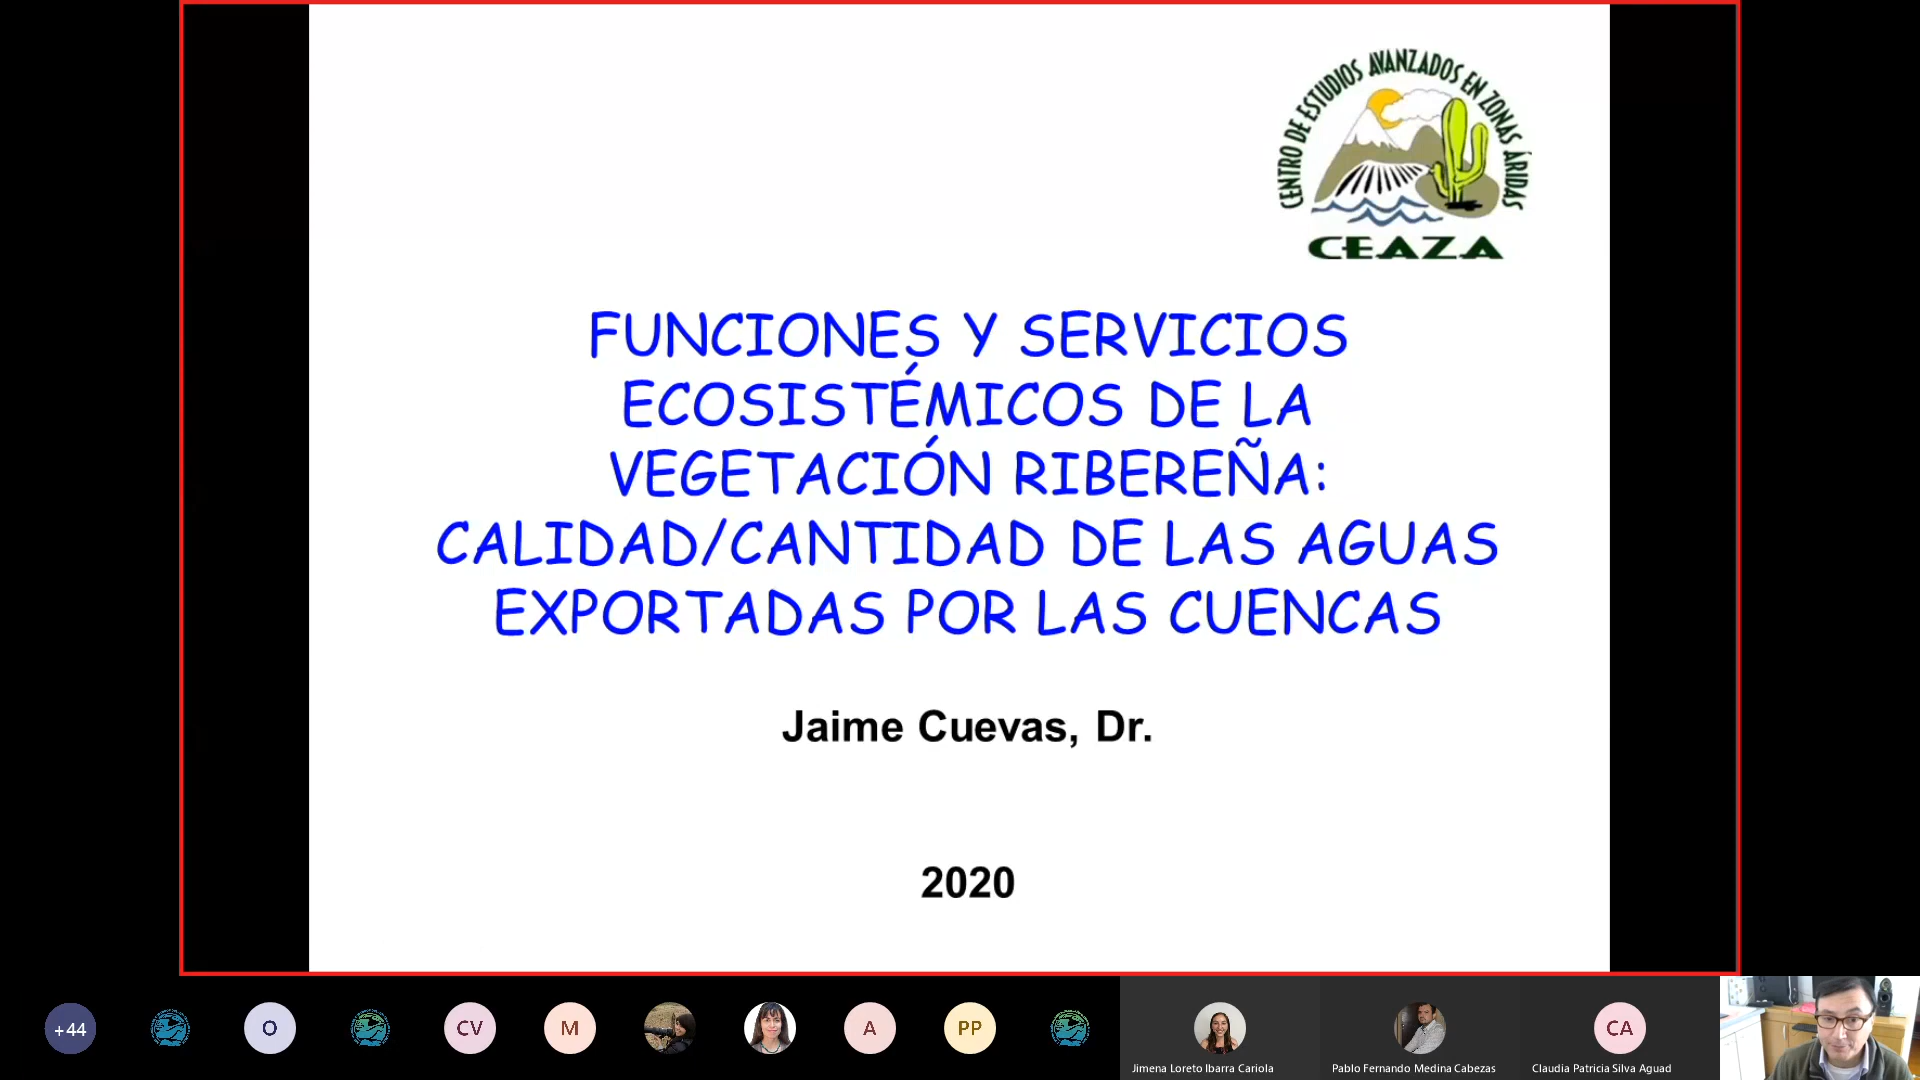 CENTRO DE ESTUDIOS AVANZADOS EN ZONAS ÁRIDAS
CEAZA
FUNCIONES Y SERVICIOS
ECOSISTÉMICOS DE LA
VEGETACIÓN RIBEREÑA:
CALIDAD/CANTIDAD DE LAS AGUAS
EXPORTADAS POR LAS CUENCAS
Jaime Cuevas, Dr.
2020
+44
O
CV
M
A
PP
CA
Jimena Loreto Ibarra Cariola
Pablo Fernando Medina Cabezas
Claudia Patricia Silva Aguad